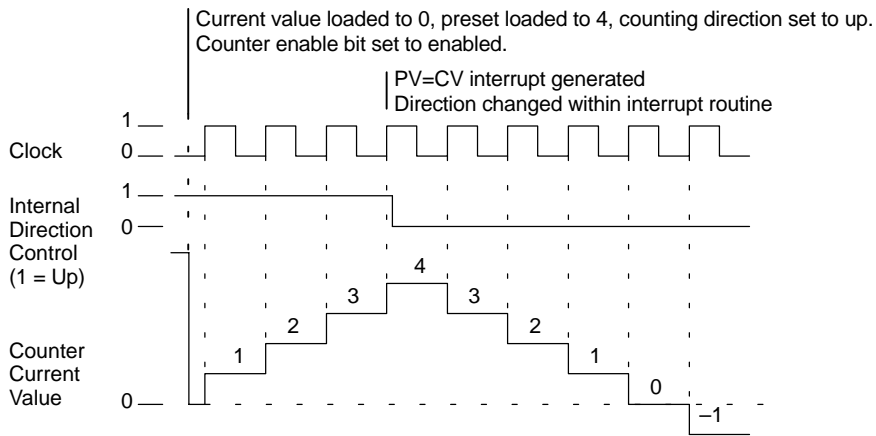 Current value loaded to 0, preset loaded to 4, counting direction set to up.
Counter enable bit set to enabled.
PV=CV interrupt generated
Direction changed within interrupt routine
1
Clock
0
1
Internal
Direction
Control
(1 = Up)
0
4
3
3
2
2
1
1
0
–1
Counter
Current
Value
0